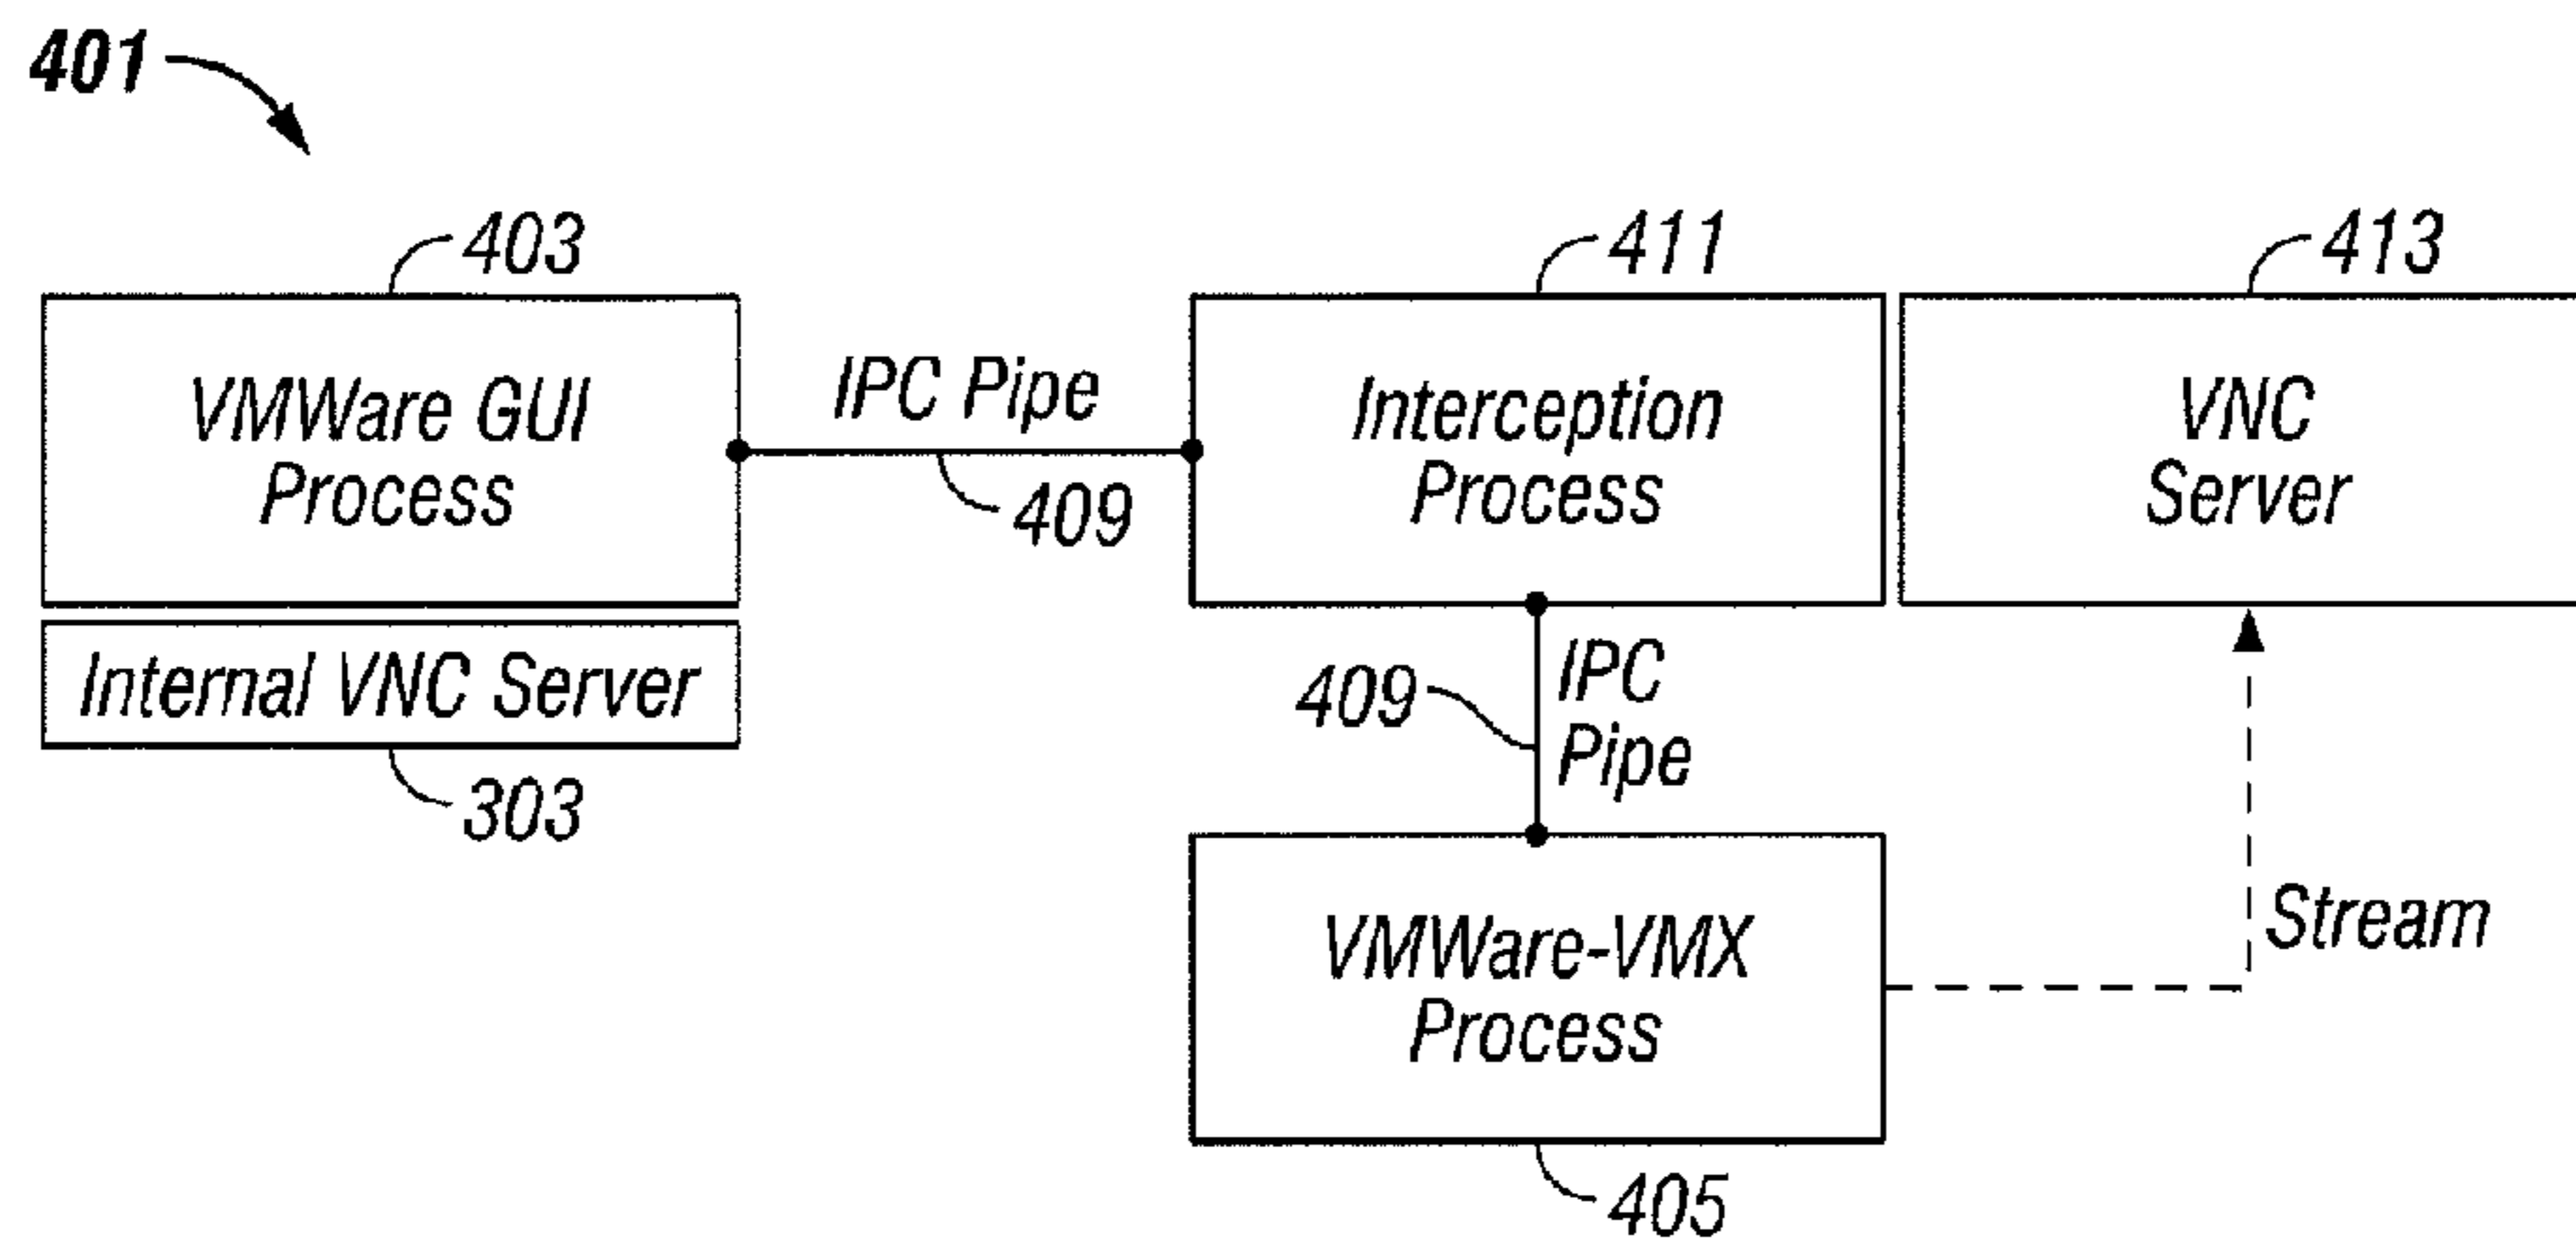 401
403
411
413
VMWare GUI
Process
IPC Pipe
409
Interception
Process
VNC
Server
Internal VNC Server
303
409
IPC
Pipe
VMWare-VMX
Process
405
Stream